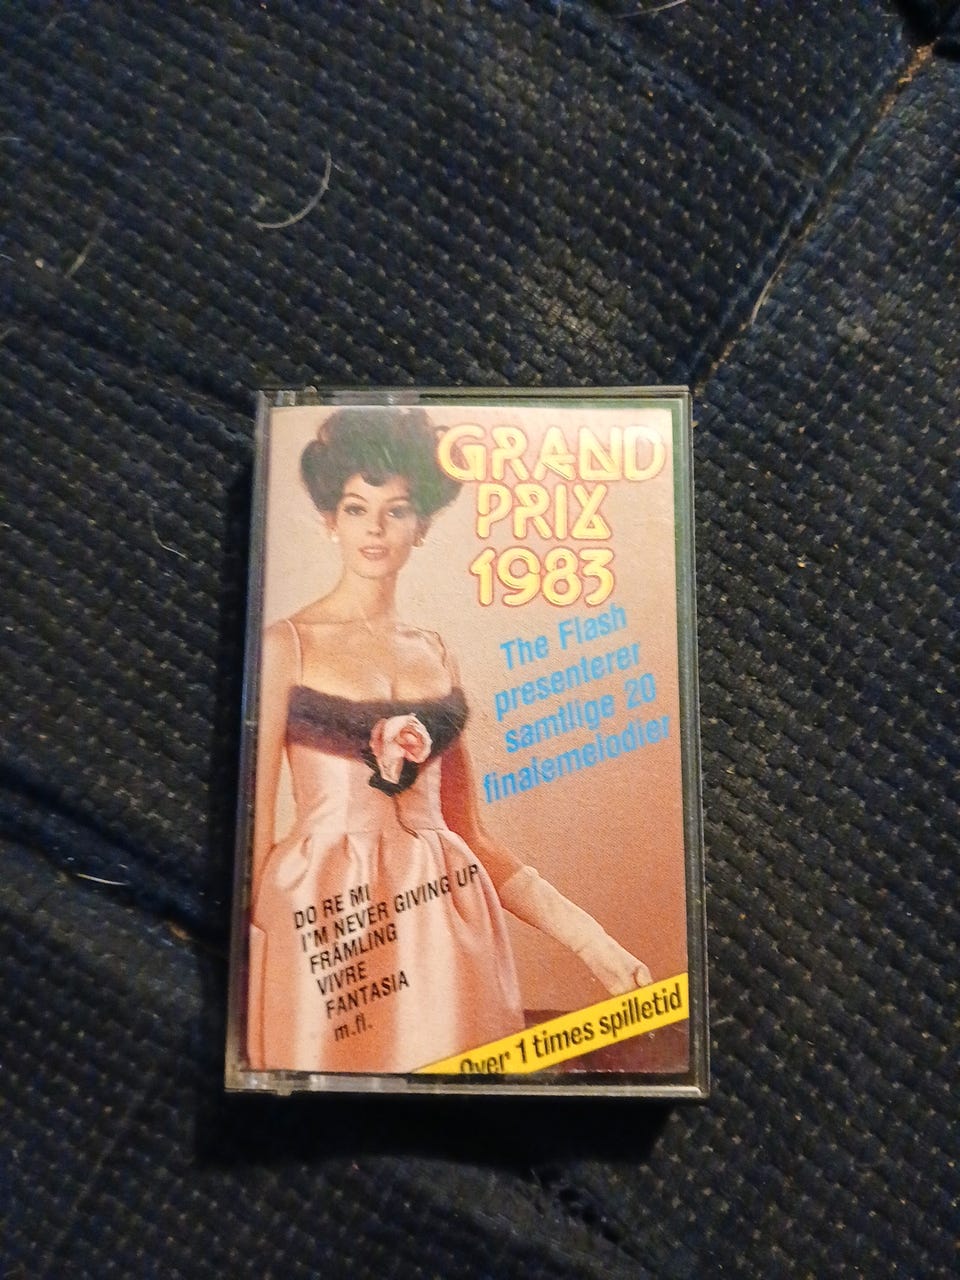 GRAND
PRIX
1983
The Flash
presenterer
samtlige 20
finalemelodier
DO RE MI
I'M NEVER GIVING UP
FRÄMLING
VIVRE
FANTASIA
m.fl.
Over 1 times spilletid